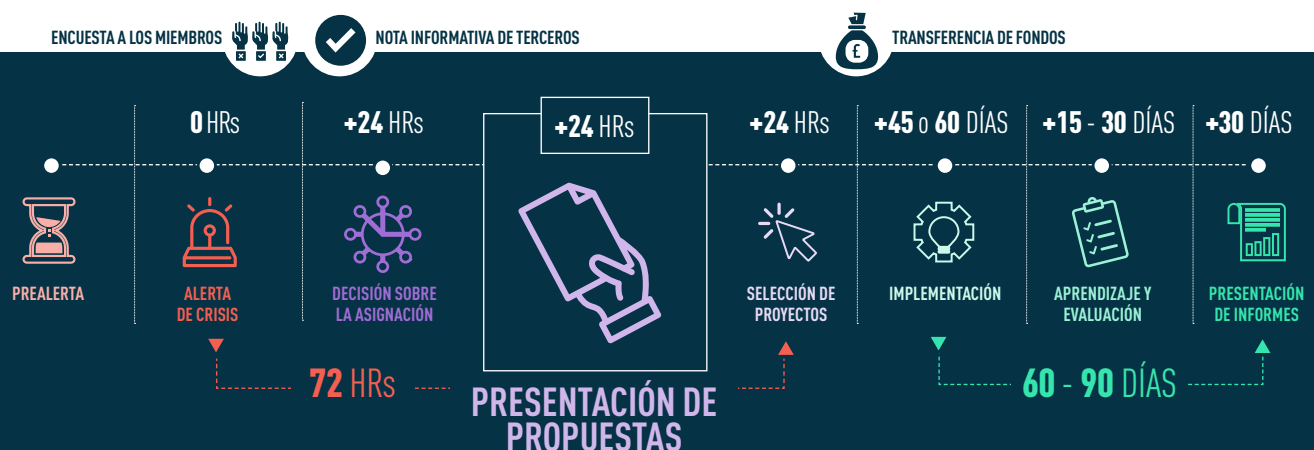 ENCUESTA A LOS MIEMBROS
NOTA INFORMATIVA DE TERCEROS
£
TRANSFERENCIA DE FONDOS
0 HRs
+24 HRs
+24 HRs
+24 HRs
+45 o 60 DÍAS
+15 - 30 DÍAS
+30 DÍAS
PREALERTA
ALERTA
DE CRISIS
DECISIÓN SOBRE
LA ASIGNACIÓN
SELECCIÓN DE
PROYECTOS
IMPLEMENTACIÓN
APRENDIZAJE Y
EVALUACIÓN
PRESENTACIÓN
DE INFORMES
72 HRs
PRESENTACIÓN DE
PROPUESTAS
60 - 90 DÍAS